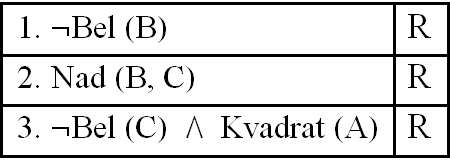 1. ¬Bel (B) R
2. Nad (B, C) R
3. ¬Bel (C) ∧ Kvadrat (A) R